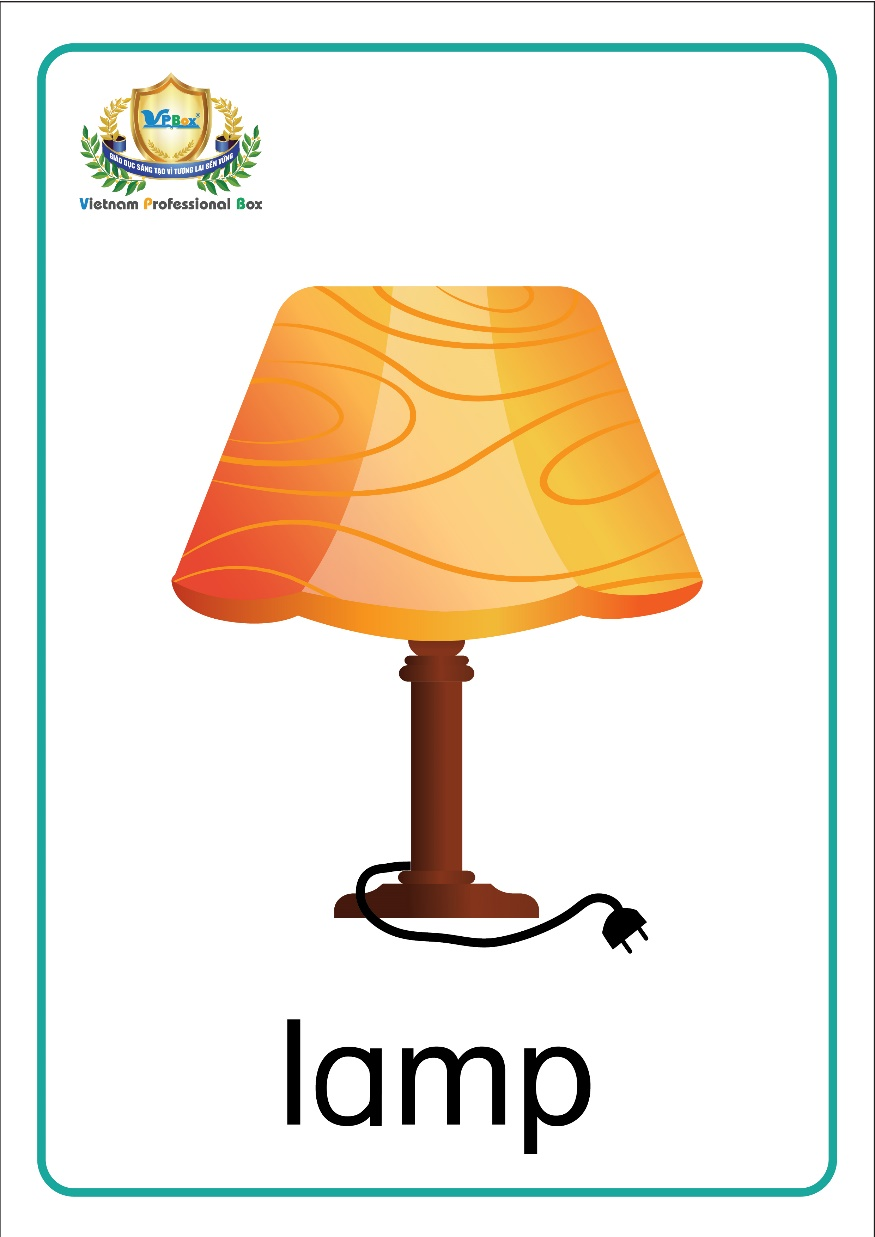 VPBox
GIÁO DỤC SÁNG TẠO VÌ TƯƠNG LAI BỀN VỮNG
Vietnam Professional Box
lamp